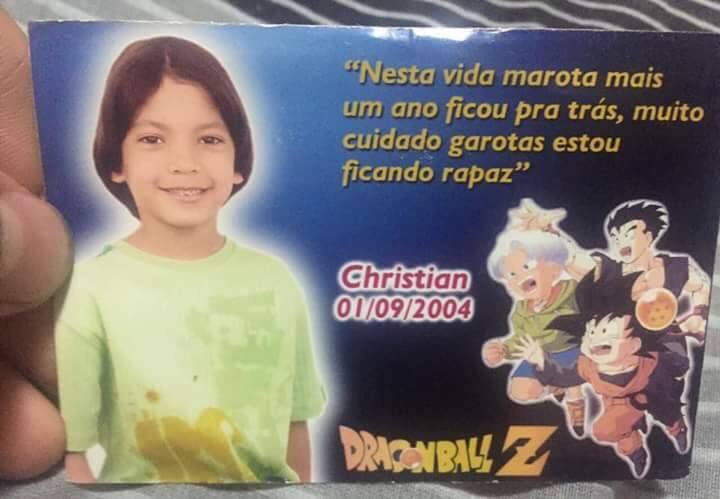 “Nesta vida marota mais
um ano ficou pra trás, muito
cuidado garotas estou
ficando rapaz”
Christian
01/09/2004
DRAGONBALL Z